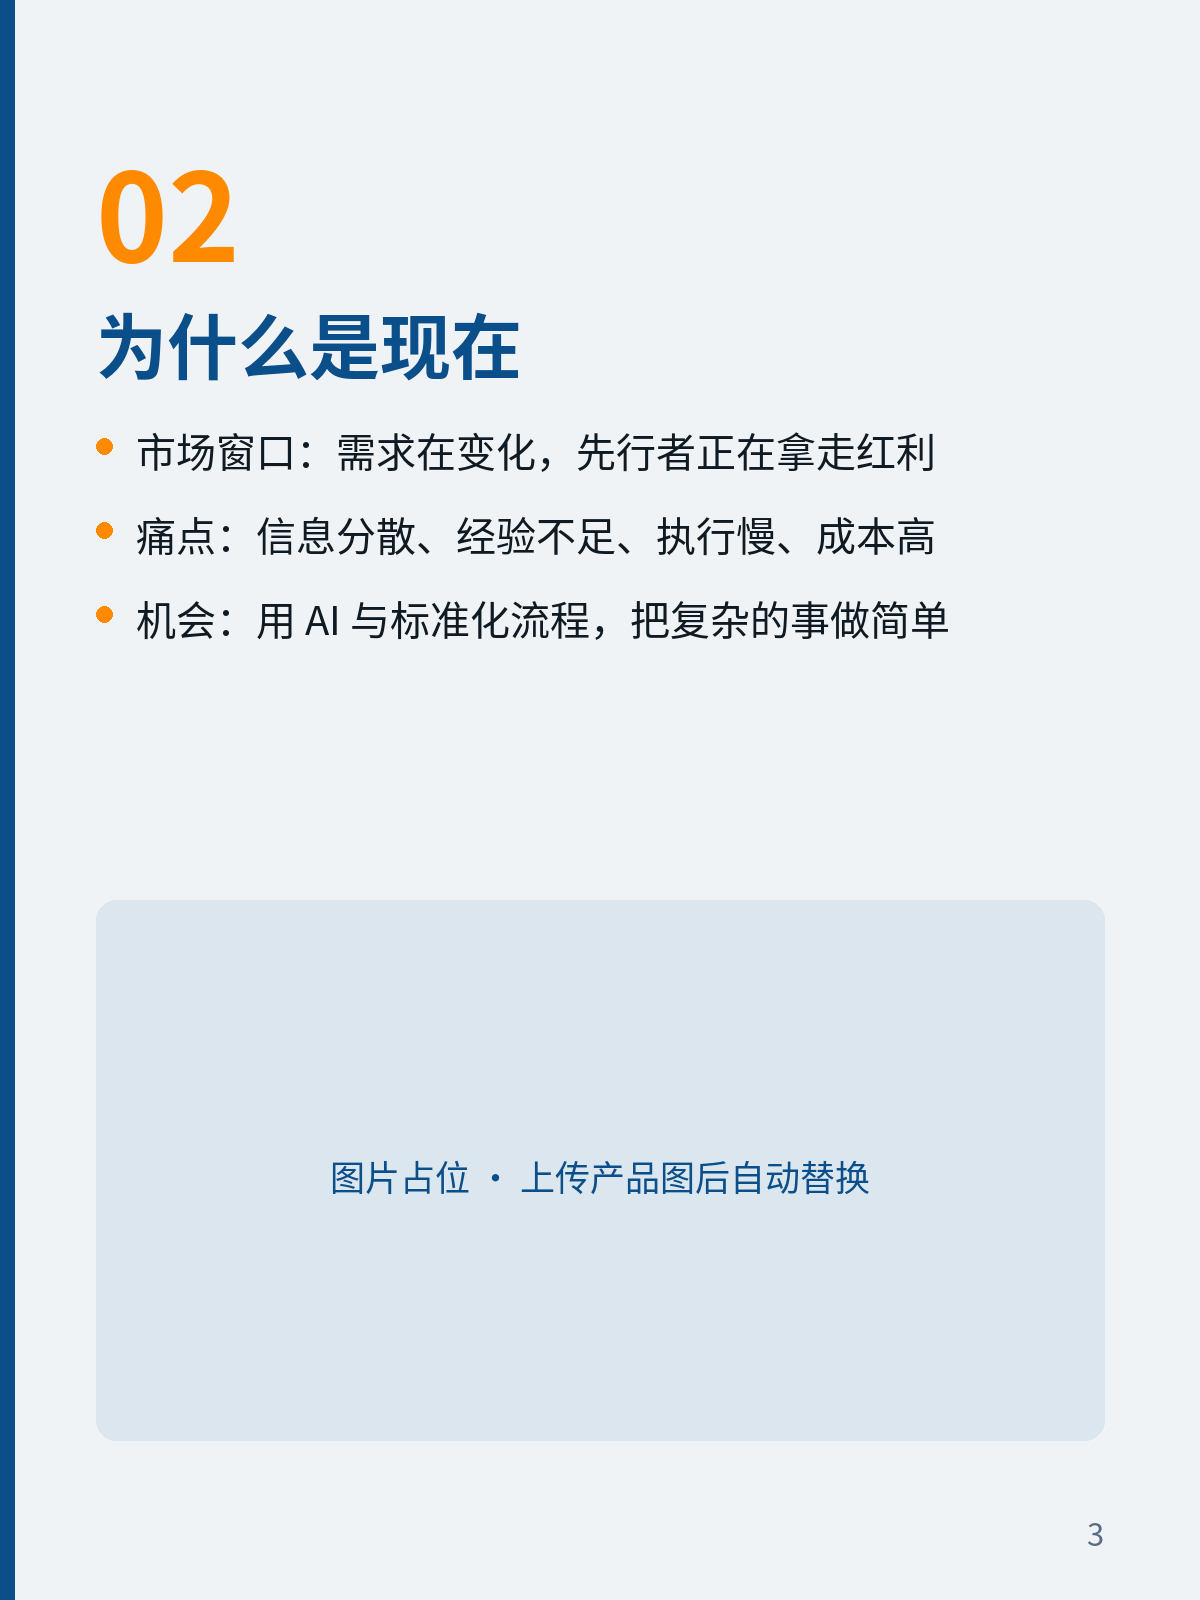 02
为什么是现在
市场窗口：需求在变化，先行者正在拿走红利
痛点：信息分散、经验不足、执行慢、成本高
机会：用 AI 与标准化流程，把复杂的事做简单
图片占位 · 上传产品图后自动替换
3